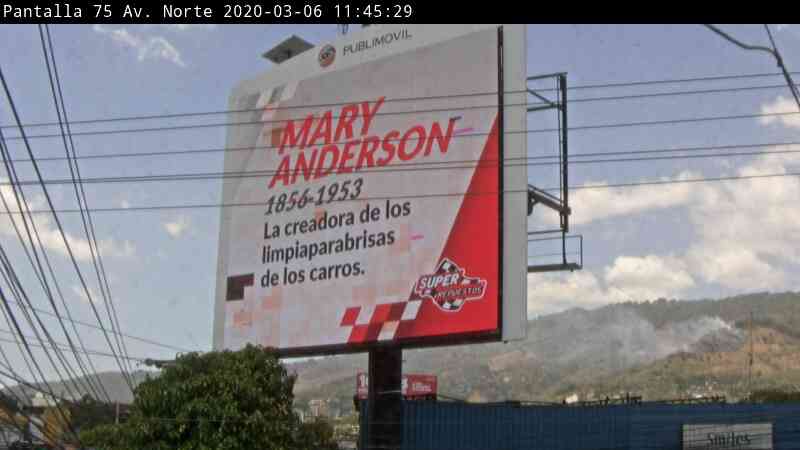 Pantalla 75 Av. Norte 2020-03-06 11:45:29
PUBLIMOVIL
MARY
ANDERSON
1856-1953
La creadora de los
limpiaparabrisas
de los carros.
SUPER
REPUESTOS
Smiles